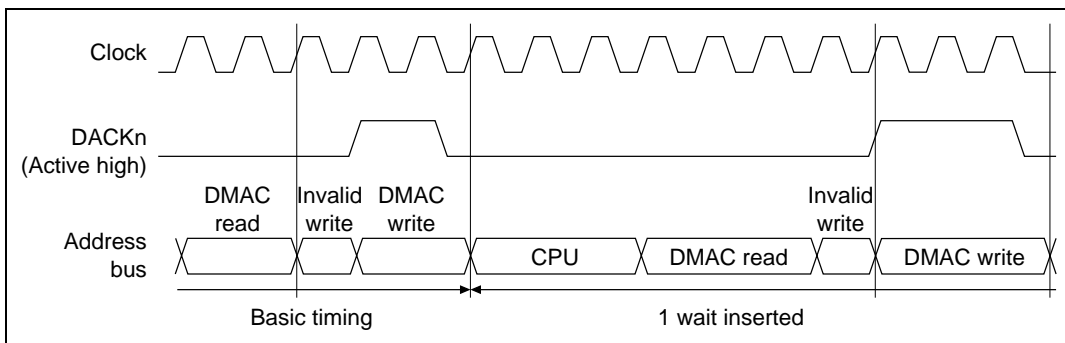 Clock
DACKn
(Active high)
DMAC
read
Invalid
write
DMAC
write
Invalid
write
Address
bus
CPU
DMAC read
DMAC write
Basic timing
1 wait inserted